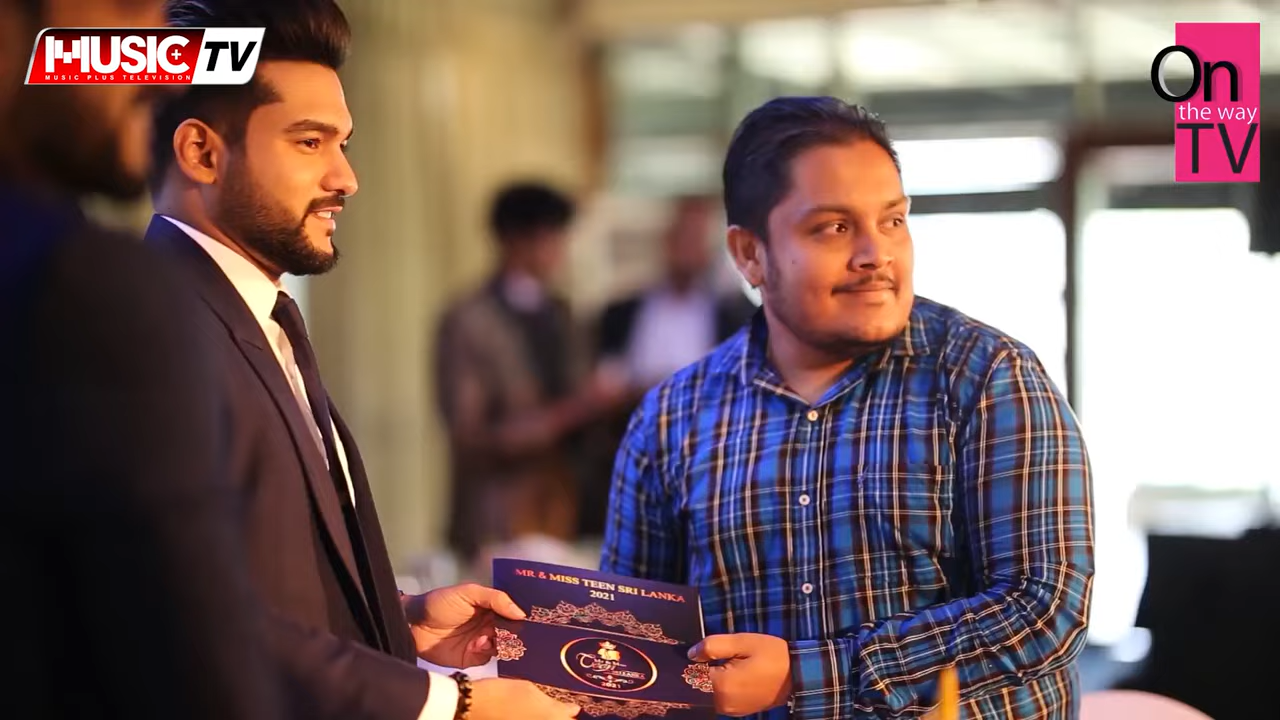 MUSIC+ TV
MUSIC PLUS TELEVISION
On
the way
TV
MR & MISS TEEN SRI LANKA
2021
2021